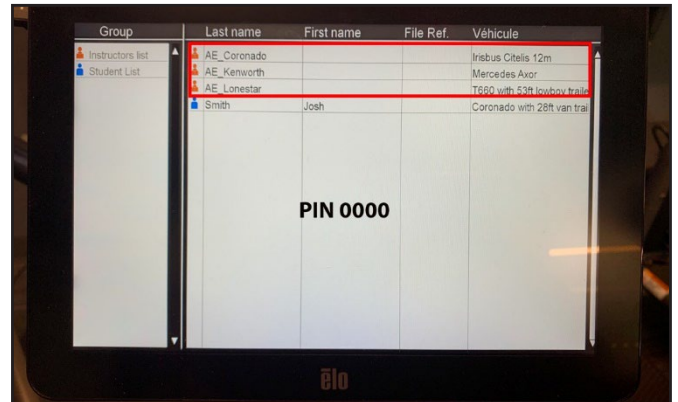 Group Last name First name File Ref. Véhicule
Instructors list AE_Coronado Irisbus Citelis 12m
Student List AE_Kenworth Mercedes Axor
AE_Lonestar T660 with 53ft lowboy traile
Smith Josh Coronado with 28ft van trai
PIN 0000
ēlo